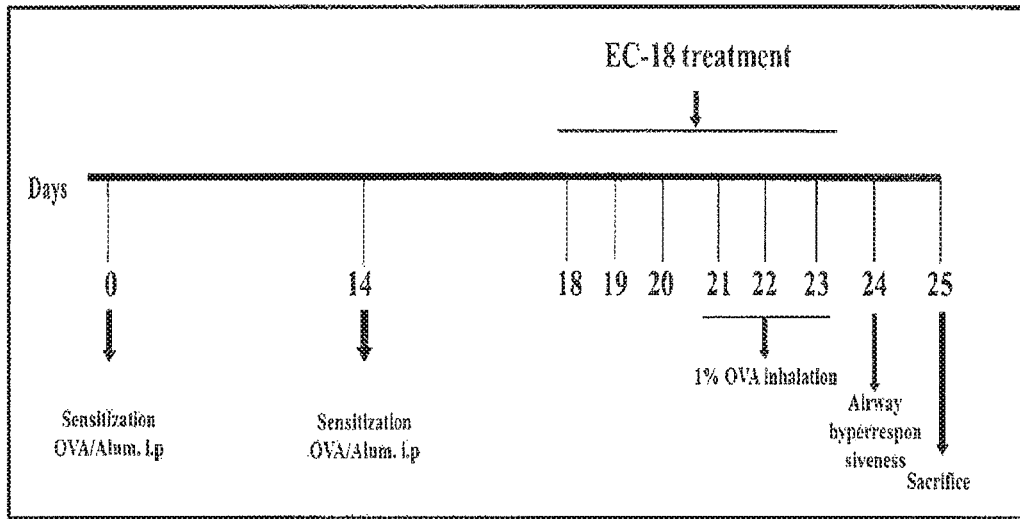 EC-18 treatment
Days
0 14 18 19 20 21 22 23 24 25
1% OVA inhalation
Sensitization
OVA/Alum. i.p
Sensitization
OVA/Alum. i.p
Airway
hyperrespon
siveness
Sacrifice